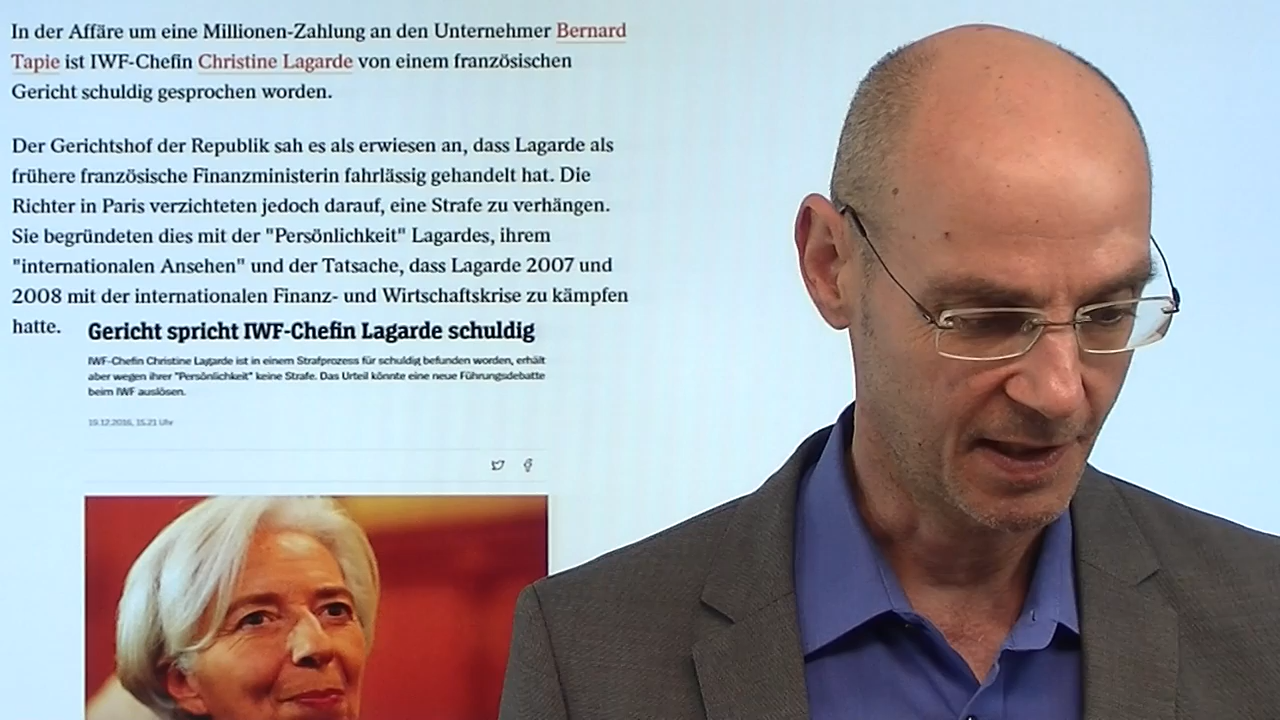 In der Affäre um eine Millionen-Zahlung an den Unternehmer Bernard
Tapie ist IWF-Chefin Christine Lagarde von einem französischen
Gericht schuldig gesprochen worden.
Der Gerichtshof der Republik sah es als erwiesen an, dass Lagarde als
frühere französische Finanzministerin fahrlässig gehandelt hat. Die
Richter in Paris verzichteten jedoch darauf, eine Strafe zu verhängen.
Sie begründeten dies mit der "Persönlichkeit" Lagardes, ihrem
"internationalen Ansehen" und der Tatsache, dass Lagarde 2007 und
2008 mit der internationalen Finanz- und Wirtschaftskrise zu kämpfen
hatte.
Gericht spricht IWF-Chefin Lagarde schuldig
IWF-Chefin Christine Lagarde ist in einem Strafprozess für schuldig befunden worden, erhält
aber wegen ihrer "Persönlichkeit" keine Strafe. Das Urteil könnte eine neue Führungsdebatte
beim IWF auslösen.
19.12.2016, 15.21 Uhr